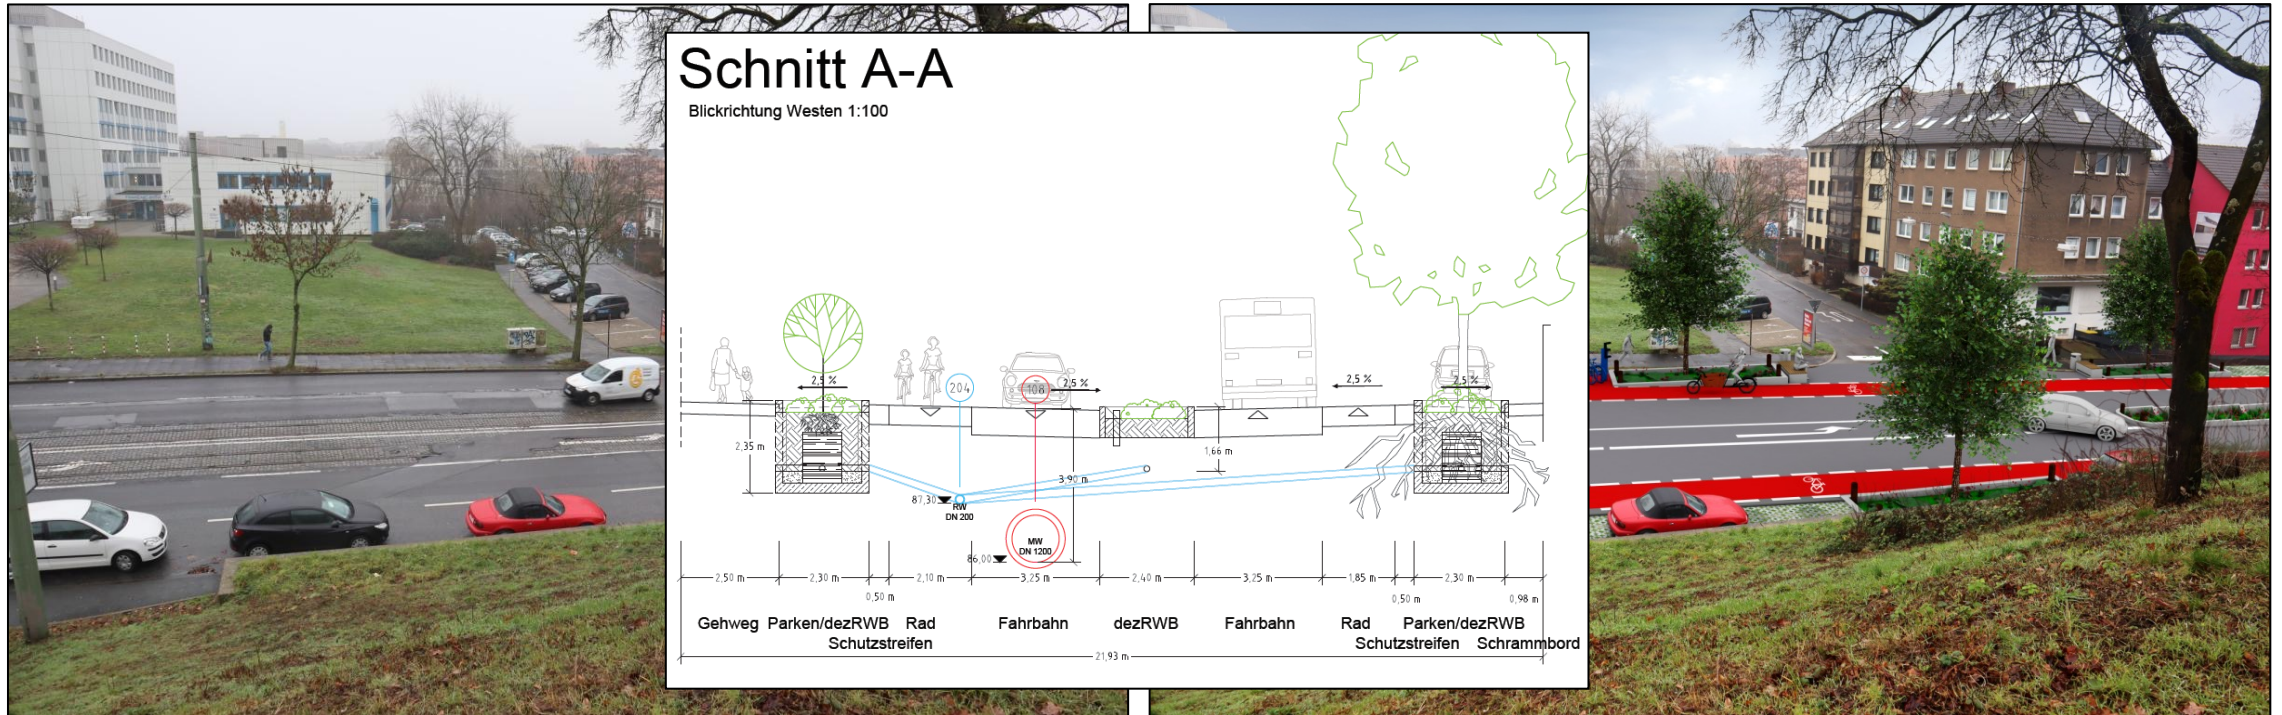 Schnitt A-A
Blickrichtung Westen 1:100
2,5 %
204
108
2,5 %
2,5 %
2,5 %
2,35 m
1,66 m
3,90 m
87,30
RW
DN 200
MW
DN 1200
86,00
2,50 m 2,30 m 2,10 m 3,25 m 2,40 m 3,25 m 1,85 m 2,30 m
0,50 m 0,50 m 0,98 m
Gehweg Parken/dezRWB Rad Fahrbahn dezRWB Fahrbahn Rad Parken/dezRWB
Schutzstreifen Schutzstreifen Schrammbord
21,93 m